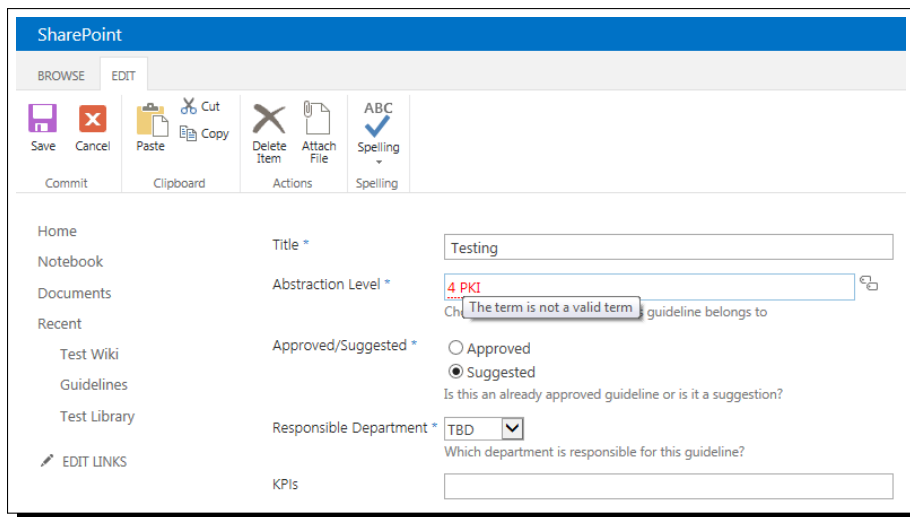 SharePoint
BROWSE EDIT
Save Cancel Paste Cut Copy Delete Item Attach File ABC Spelling
Commit Clipboard Actions Spelling
Home
Notebook
Documents
Recent
Test Wiki
Guidelines
Test Library
EDIT LINKS
Title * Testing
Abstraction Level * 4 PKI
The term is not a valid term
guideline belongs to
Approved/Suggested * Approved
Suggested
Is this an already approved guideline or is it a suggestion?
Responsible Department * TBD
Which department is responsible for this guideline?
KPIs